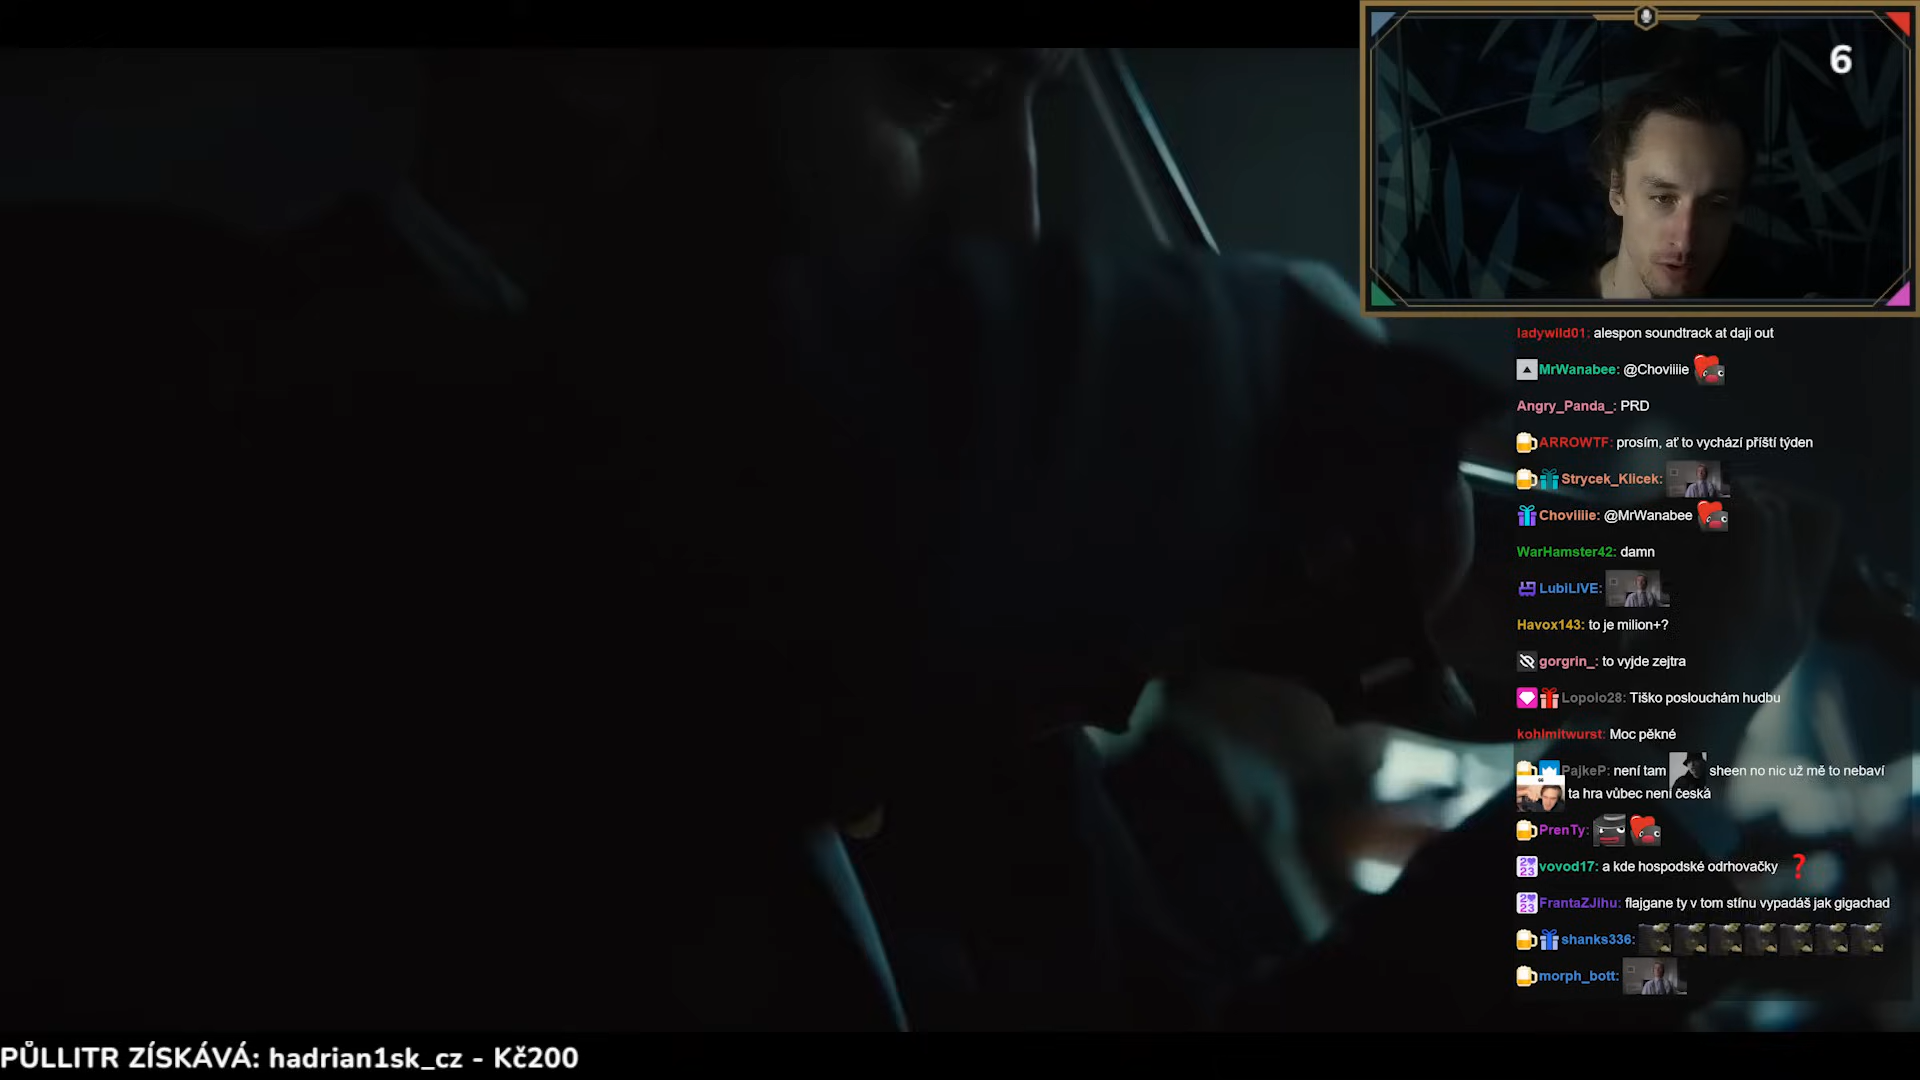 6
ladywild01: alespon soundtrack at daji out
MrWanabee: @Choviiiie
Angry_Panda_: PRD
ARROWTF: prosím, ať to vychází příští týden
Strycek_Klicek:
Choviiiie: @MrWanabee
WarHamster42: damn
LubiLIVE:
Havox143: to je milion+?
gorgrin_: to vyjde zejtra
Lopolo28: Tiško poslouchám hudbu
kohlmitwurst: Moc pěkné
PajkeP: není tam sheen no nic už mě to nebaví
ta hra vůbec není česká
PrenTy:
2023 vovod17: a kde hospodské odrhovačky ❓
2023 FrantaZJihu: flajgane ty v tom stínu vypadáš jak gigachad
shanks336:
morph_bott:
PŮLLITR ZÍSKÁVÁ: hadrian1sk_cz - Kč200